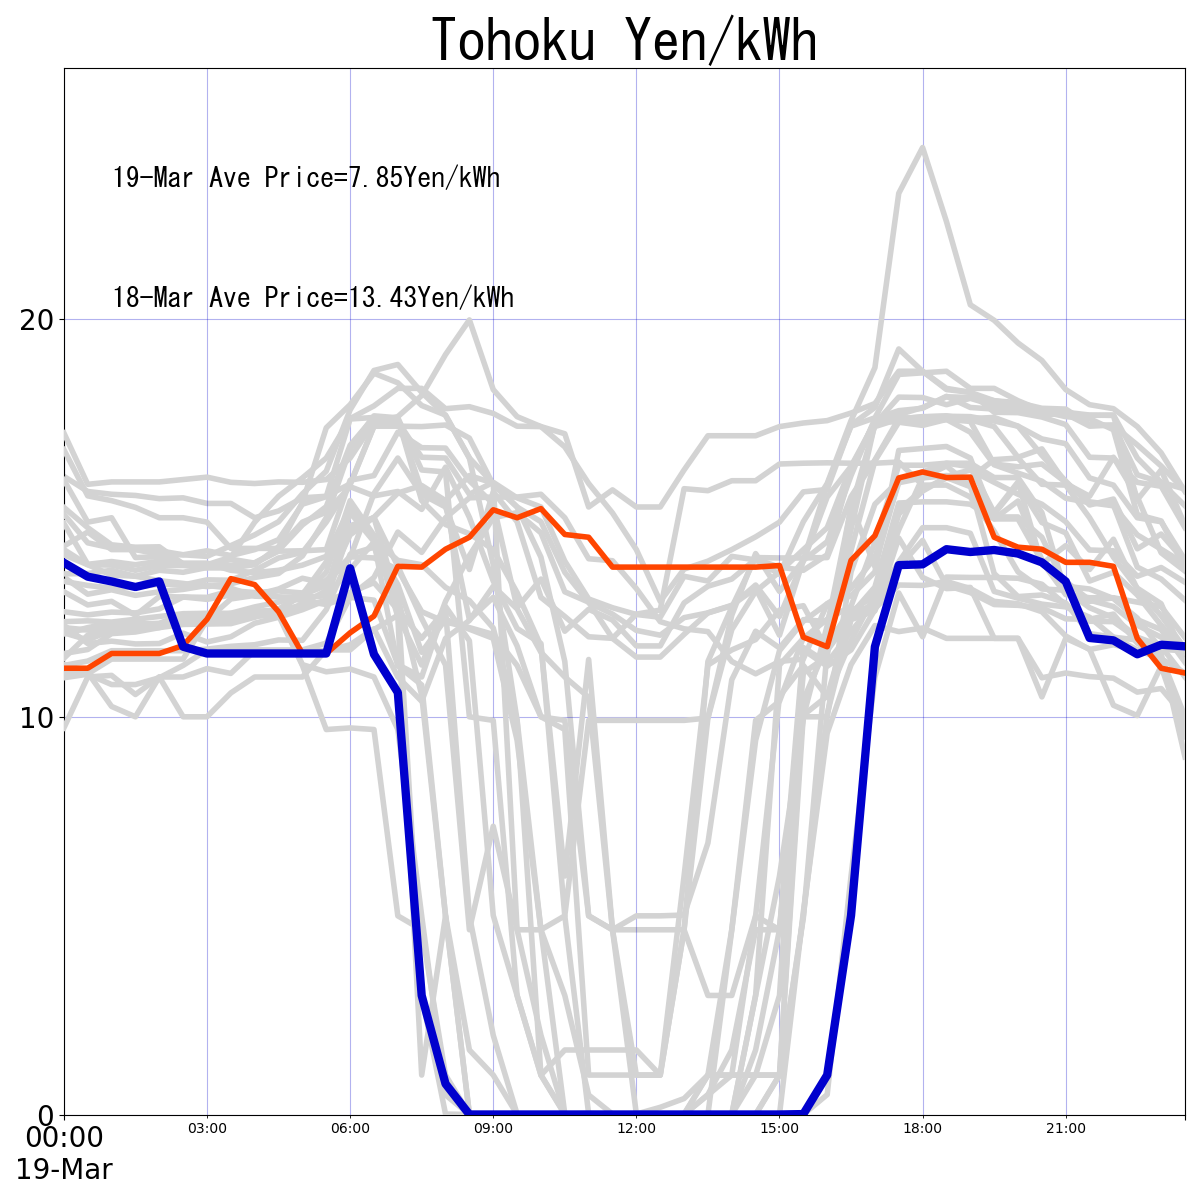 Tohoku Yen/kWh
19-Mar Ave Price=7.85Yen/kWh
18-Mar Ave Price=13.43Yen/kWh
20
10
0
00:00 03:00 06:00 09:00 12:00 15:00 18:00 21:00
19-Mar